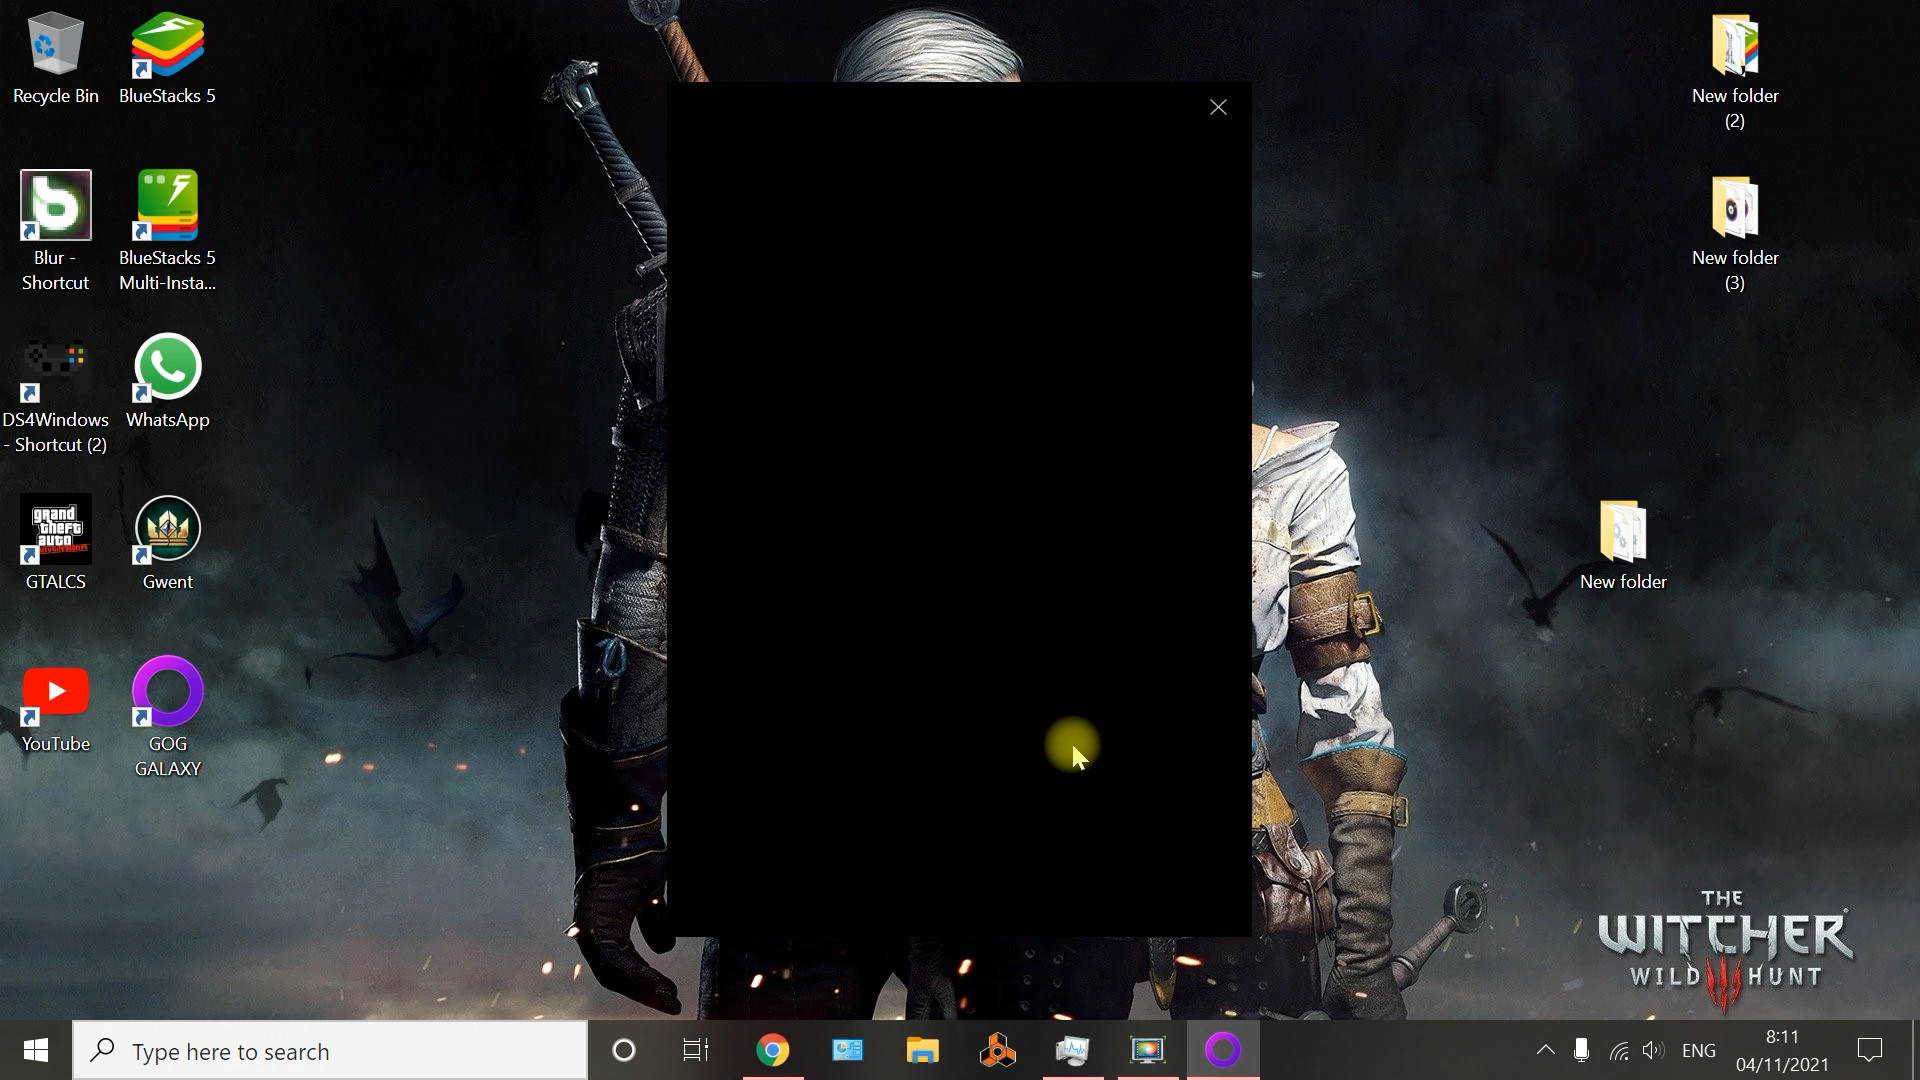 Recycle Bin
BlueStacks 5
Blur -
Shortcut
BlueStacks 5
Multi-Insta...
DS4Windows
- Shortcut (2)
WhatsApp
grand
theft
auto
GTALCS
Gwent
YouTube
GOG
GALAXY
New folder
(2)
New folder
(3)
New folder
THE
WITCHER
WILD HUNT
Type here to search
ENG
8:11
04/11/2021